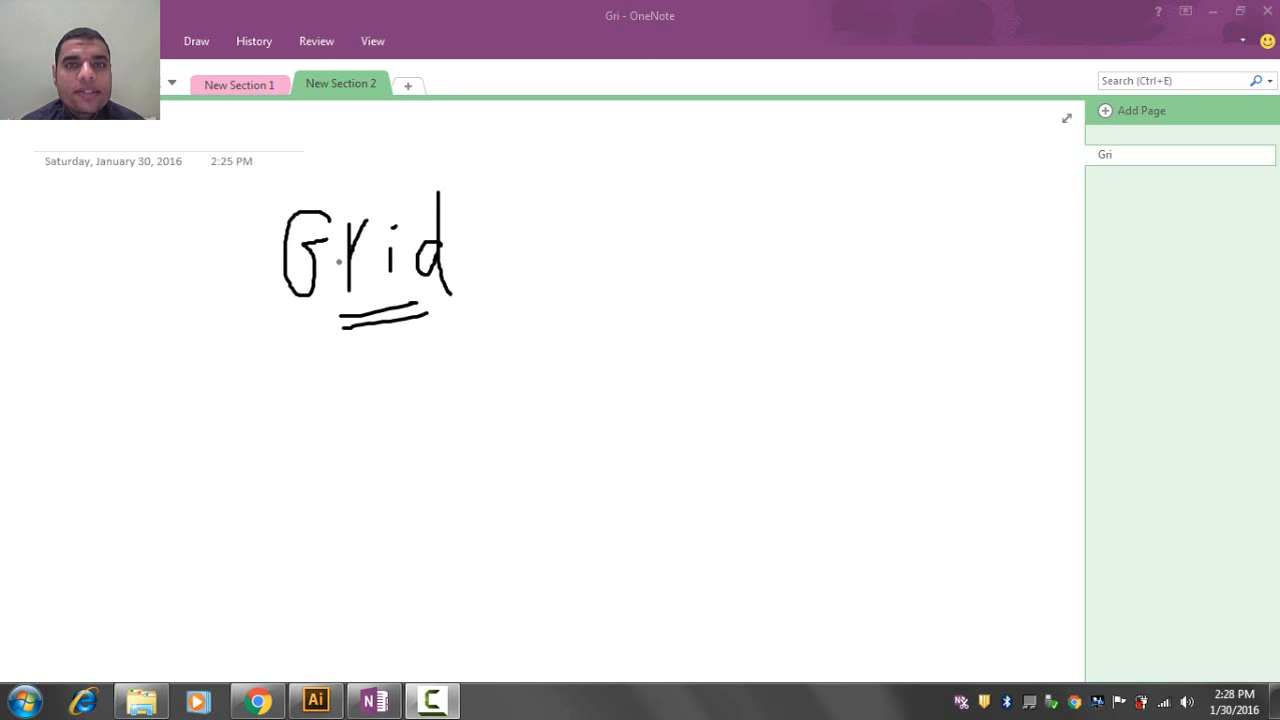 Gri - OneNote
?
Draw History Review View
New Section 1 New Section 2 +
Search (Ctrl+E)
Add Page
Gri
Saturday, January 30, 2016 2:25 PM
Grid
Ai N C
2:28 PM
1/30/2016